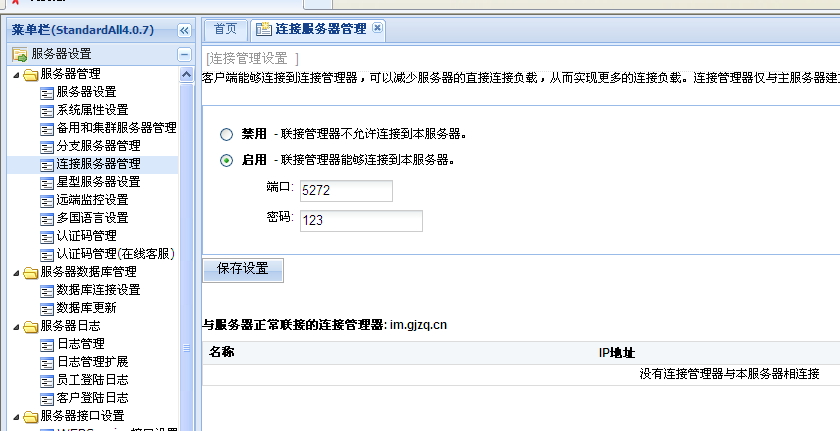 菜单栏(StandardAll4.0.7)
首页
连接服务器管理
服务器设置
服务器管理
服务器设置
系统属性设置
备用和集群服务器管理
分支服务器管理
连接服务器管理
星型服务器设置
远端监控设置
多国语言设置
认证码管理
认证码管理(在线客服)
服务器数据库管理
数据库连接设置
数据库更新
服务器日志
日志管理
日志管理扩展
员工登陆日志
客户登陆日志
服务器接口设置
[连接管理设置 ]
客户端能够连接到连接管理器，可以减少服务器的直接连接负载，从而实现更多的连接负载。连接管理器仅与主服务器建
禁用 - 联接管理器不允许连接到本服务器。
启用 - 联接管理器能够连接到本服务器。
端口: 5272
密码: 123
保存设置
与服务器正常联接的连接管理器: im.gjzq.cn
名称 IP地址
没有连接管理器与本服务器相连接